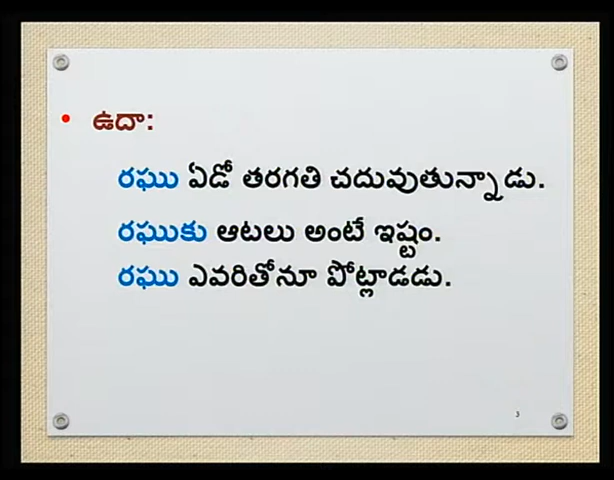 • ఉదా:
రఘు ఏడో తరగతి చదువుతున్నాడు.
రఘుకు ఆటలు అంటే ఇష్టం.
రఘు ఎవరితోనూ పోట్లాడడు.
3